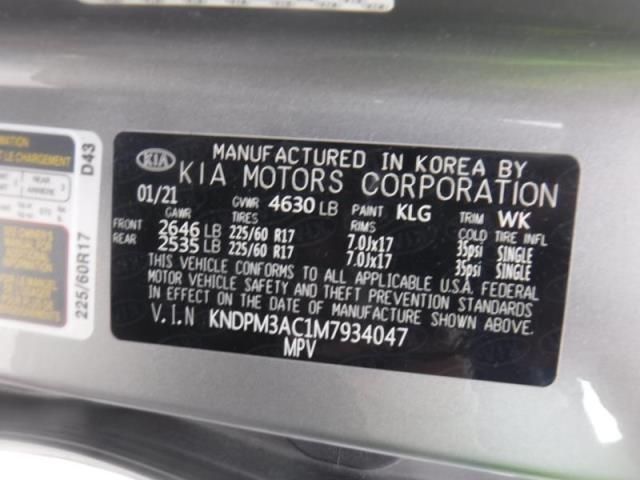 MANUFACTURED IN KOREA BY
KIA KIA MOTORS CORPORATION
01/21 GVWR 4630 LB PAINT KLG TRIM WK
GAWR TIRES RIMS COLD TIRE INFL
FRONT 2646 LB 225/60 R17 7.0Jx17 35psi SINGLE
REAR 2535 LB 225/60 R17 7.0Jx17 35psi SINGLE
THIS VEHICLE CONFORMS TO ALL APPLICABLE U.S.A. FEDERAL
MOTOR VEHICLE SAFETY AND THEFT PREVENTION STANDARDS
IN EFFECT ON THE DATE OF MANUFACTURE SHOWN ABOVE.
V.I.N KNDPM3AC1M7934047
MPV
D43
225/60R17
LE CHARGEMENT
REAR